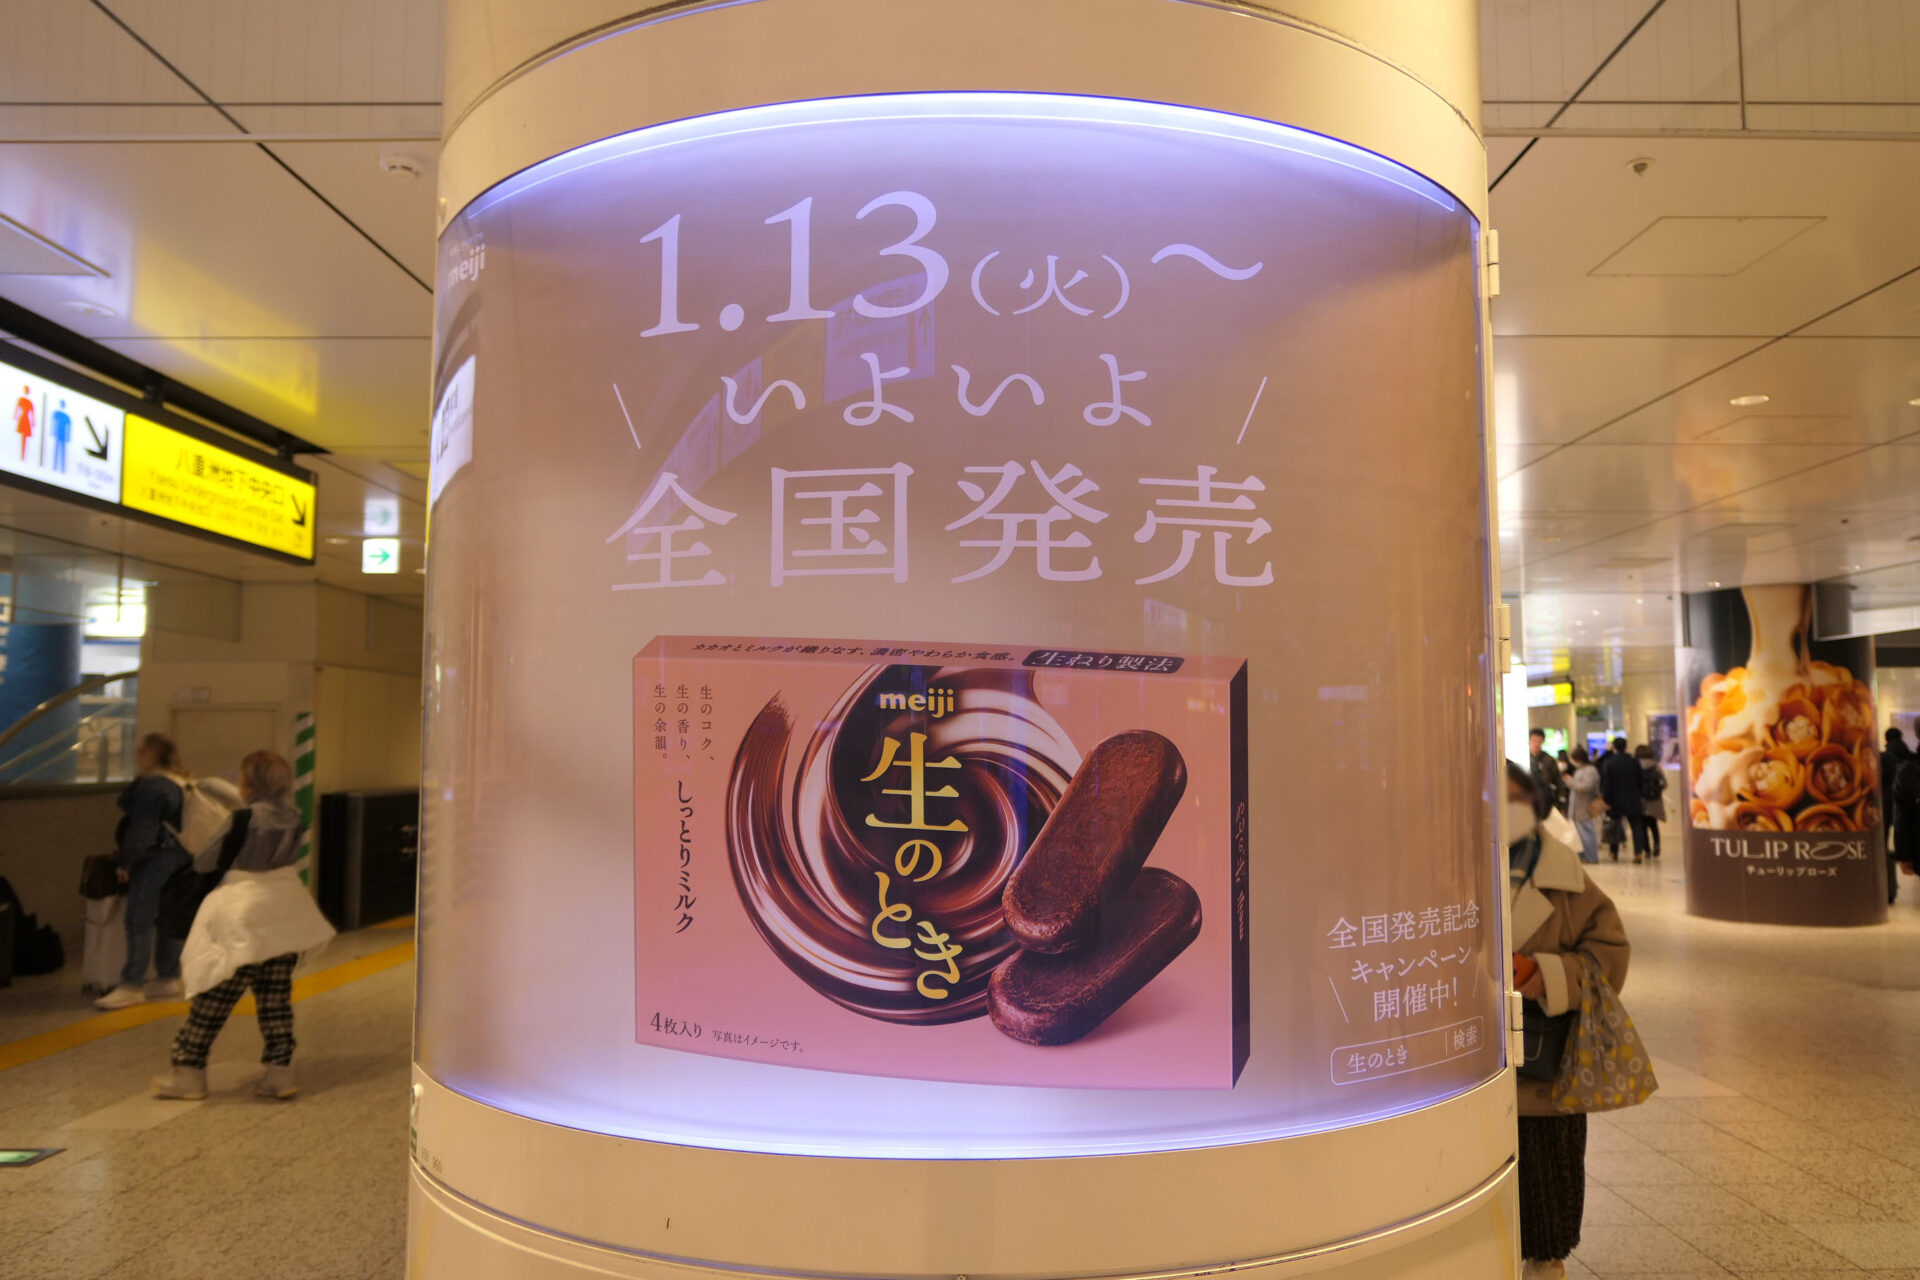 meiji
1.13(火)~
いよいよ
全国発売
カカオとミルクが織りなす、濃密やわらか食感。 生ねり製法
meiji
生のとき
生のコク、
生の香り、
生の余韻。
しっとりミルク
4枚入り 写真はイメージです。
全国発売記念
キャンペーン
開催中!
生のとき 検索
八重洲地下中央口
Yaesu Underground Central Exit
TULIP ROSE
チューリップローズ